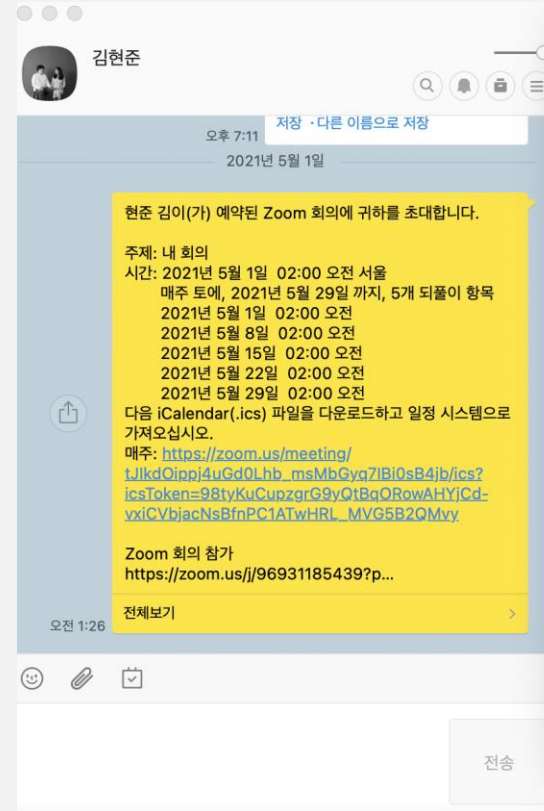 김현준
저장 · 다른 이름으로 저장
오후 7:11
2021년 5월 1일
현준 김이(가) 예약된 Zoom 회의에 귀하를 초대합니다.
주제: 내 회의
시간: 2021년 5월 1일 02:00 오전 서울
매주 토에, 2021년 5월 29일 까지, 5개 되풀이 항목
2021년 5월 1일 02:00 오전
2021년 5월 8일 02:00 오전
2021년 5월 15일 02:00 오전
2021년 5월 22일 02:00 오전
2021년 5월 29일 02:00 오전
다음 iCalendar(.ics) 파일을 다운로드하고 일정 시스템으로
가져오십시오.
매주: https://zoom.us/meeting/
tJIkdOippj4uGd0Lhb_msMbGyq7lBi0sB4jb/ics?
icsToken=98tyKuCupzgrG9yQtBqORowAHYjCd-
vxiCVbjacNsBfnPC1ATwHRL_MVG5B2QMvy
Zoom 회의 참가
https://zoom.us/j/96931185439?p...
전체보기
오전 1:26
전송